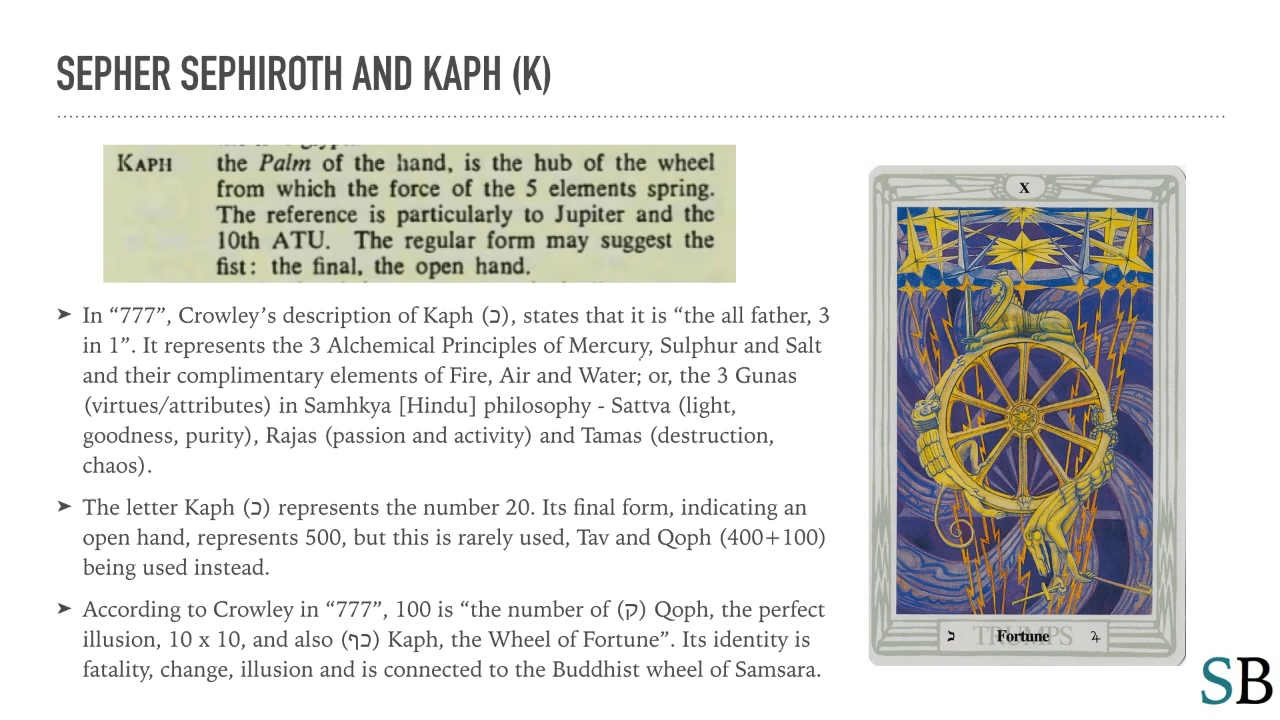 SEPHER SEPHIROTH AND KAPH (K)
KAPH the Palm of the hand, is the hub of the wheel
from which the force of the 5 elements spring.
The reference is particularly to Jupiter and the
10th ATU. The regular form may suggest the
fist: the final, the open hand.
➤ In “777”, Crowley’s description of Kaph (כ), states that it is “the all father, 3
in 1”. It represents the 3 Alchemical Principles of Mercury, Sulphur and Salt
and their complimentary elements of Fire, Air and Water; or, the 3 Gunas
(virtues/attributes) in Samhkya [Hindu] philosophy - Sattva (light,
goodness, purity), Rajas (passion and activity) and Tamas (destruction,
chaos).
➤ The letter Kaph (כ) represents the number 20. Its final form, indicating an
open hand, represents 500, but this is rarely used, Tav and Qoph (400+100)
being used instead.
➤ According to Crowley in “777”, 100 is “the number of (ק) Qoph, the perfect
illusion, 10 x 10, and also (כף) Kaph, the Wheel of Fortune”. Its identity is
fatality, change, illusion and is connected to the Buddhist wheel of Samsara.
X
כ Fortune ♃
TRUMPS
SB